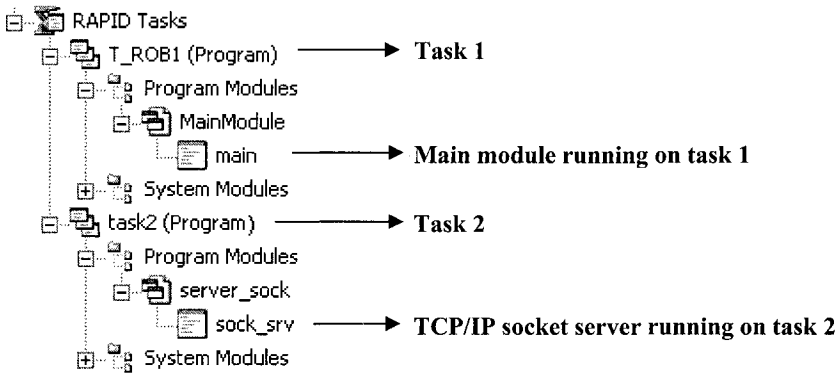 RAPID Tasks
T_ROB1 (Program) Task 1
Program Modules
MainModule
main Main module running on task 1
System Modules
task2 (Program) Task 2
Program Modules
server_sock
sock_srv TCP/IP socket server running on task 2
System Modules